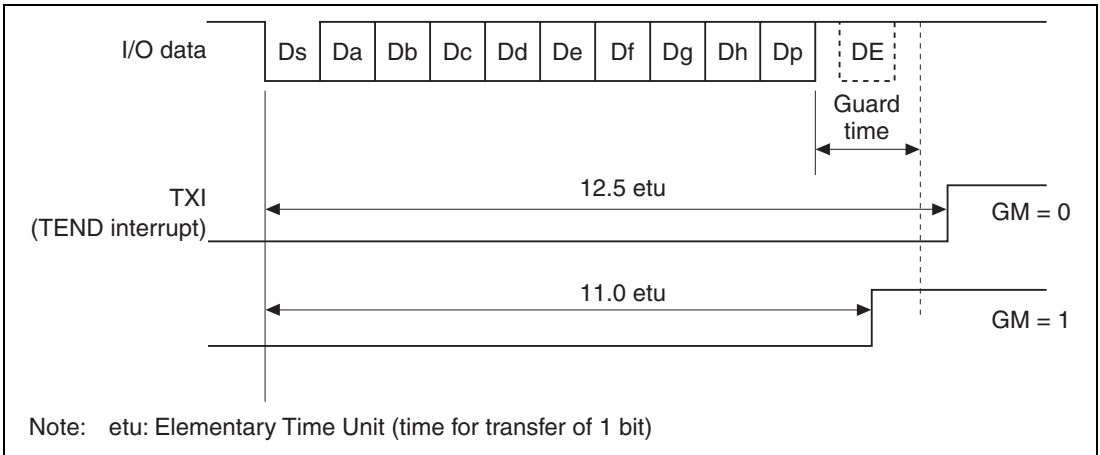 I/O data
Ds Da Db Dc Dd De Df Dg Dh Dp DE
Guard
time
TXI
(TEND interrupt)
12.5 etu
GM = 0
11.0 etu
GM = 1
Note: etu: Elementary Time Unit (time for transfer of 1 bit)